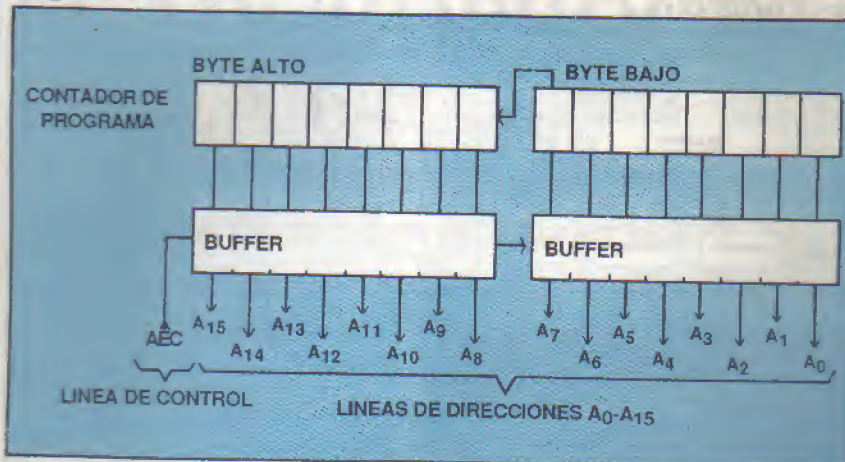 BYTE ALTO
BYTE BAJO
CONTADOR DE
PROGRAMA
BUFFER
BUFFER
AEC
A15 A14 A13 A12 A11 A10 A9 A8
A7 A6 A5 A4 A3 A2 A1 A0
LINEA DE CONTROL
LINEAS DE DIRECCIONES A0-A15